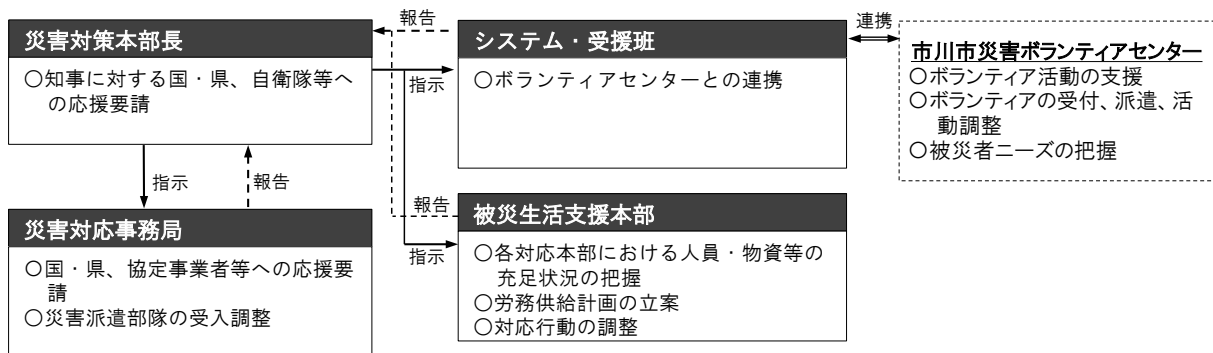 災害対策本部長
○知事に対する国・県、自衛隊等へ
の応援要請
報告
指示
システム・受援班
○ボランティアセンターとの連携
連携
市川市災害ボランティアセンター
○ボランティア活動の支援
○ボランティアの受付、派遣、活
動調整
○被災者ニーズの把握
指示
報告
災害対応事務局
○国・県、協定事業者等への応援要
請
○災害派遣部隊の受入調整
報告
指示
被災生活支援本部
○各対応本部における人員・物資等の
充足状況の把握
○労務供給計画の立案
○対応行動の調整